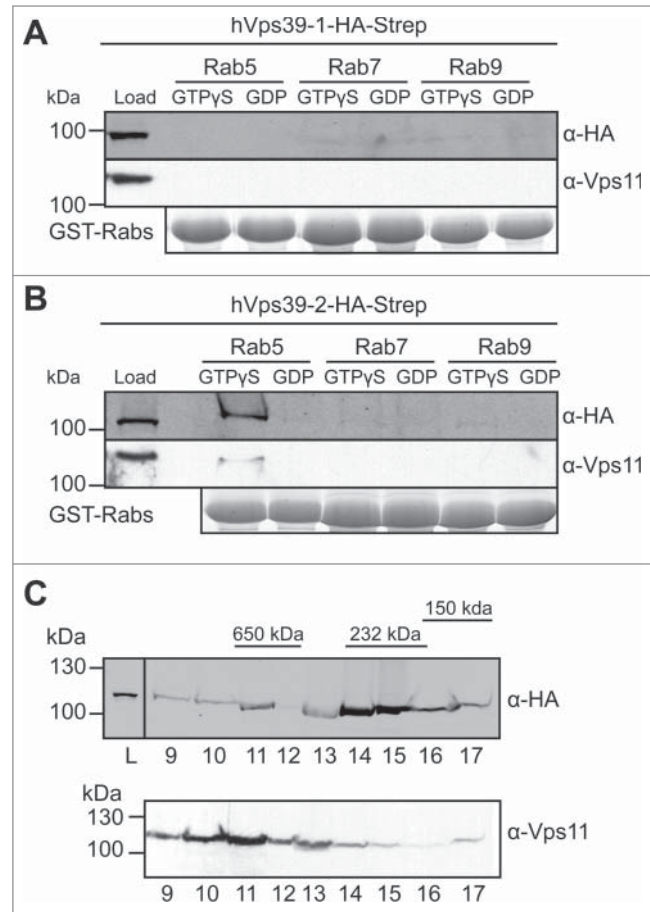 A
hVps39-1-HA-Strep
Rab5 Rab7 Rab9
kDa Load GTPγS GDP GTPγS GDP GTPγS GDP
100
α-HA
α-Vps11
100
GST-Rabs
B
hVps39-2-HA-Strep
Rab5 Rab7 Rab9
kDa Load GTPγS GDP GTPγS GDP GTPγS GDP
α-HA
100
α-Vps11
100
GST-Rabs
C
150 kda
650 kDa 232 kDa
kDa
130
α-HA
100
L 9 10 11 12 13 14 15 16 17
kDa
130
α-Vps11
100
9 10 11 12 13 14 15 16 17